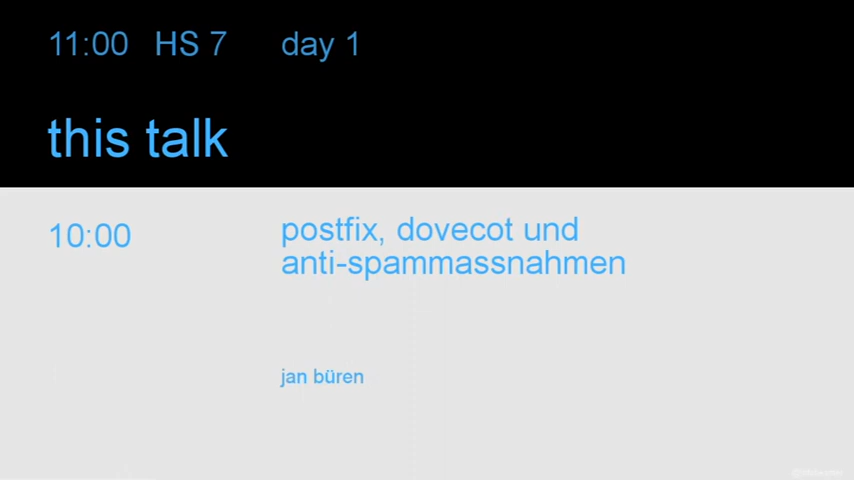 11:00 HS 7 day 1
this talk
10:00 postfix, dovecot und
anti-spammassnahmen
jan büren